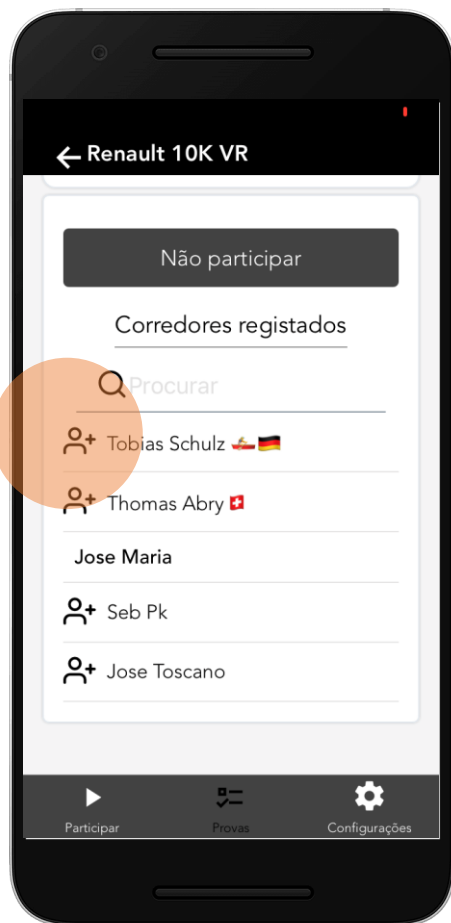 Renault 10K VR
Não participar
Corredores registados
Procurar
Tobias Schulz 🚣🇩🇪
Thomas Abry 🇨🇭
Jose Maria
Seb Pk
Jose Toscano
Participar
Provas
Configurações